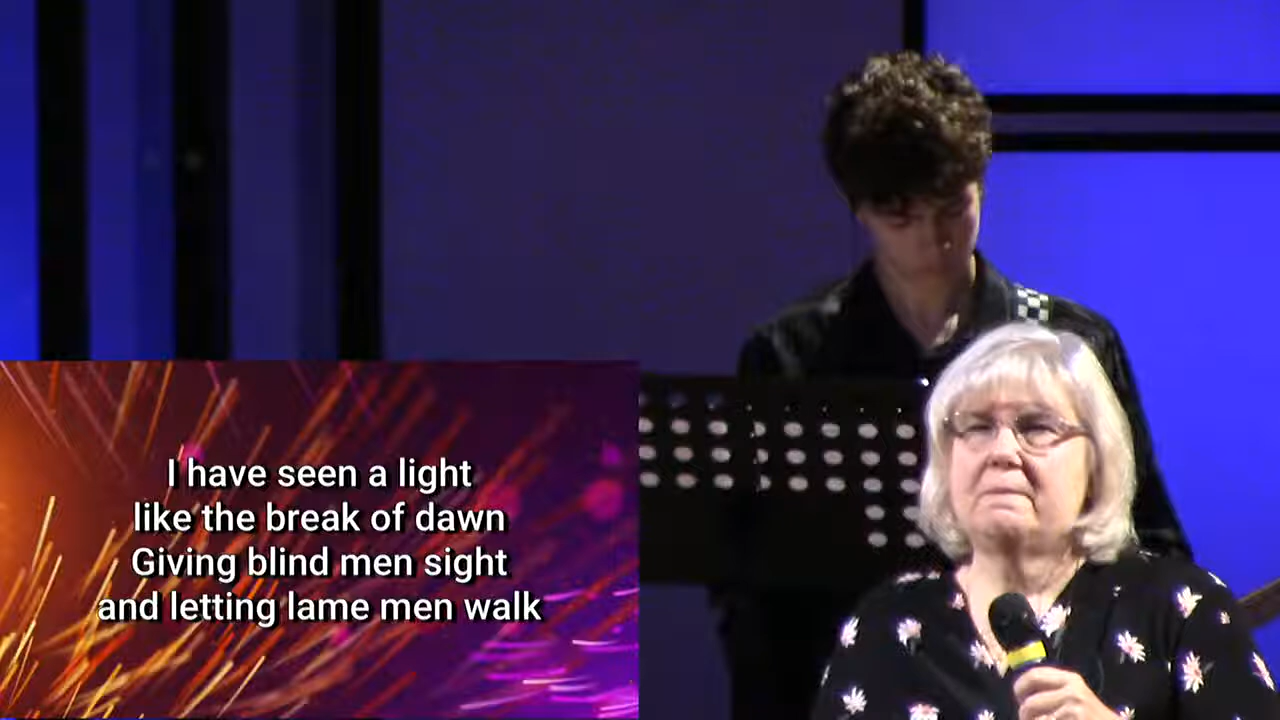 I have seen a light
like the break of dawn
Giving blind men sight
and letting lame men walk